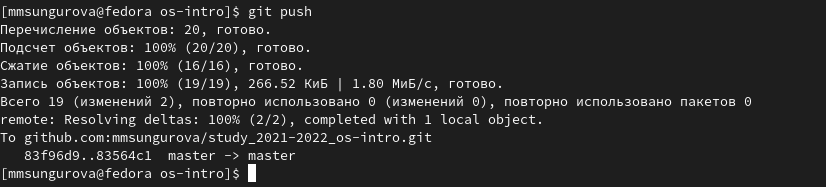 [mmsungurova@fedora os-intro]$ git push
Перечисление объектов: 20, готово.
Подсчет объектов: 100% (20/20), готово.
Сжатие объектов: 100% (16/16), готово.
Запись объектов: 100% (19/19), 266.52 КиБ | 1.80 МиБ/с, готово.
Всего 19 (изменений 2), повторно использовано 0 (изменений 0), повторно использовано пакетов 0
remote: Resolving deltas: 100% (2/2), completed with 1 local object.
To github.com:mmsungurova/study_2021-2022_os-intro.git
   83f96d9..83564c1  master -> master
[mmsungurova@fedora os-intro]$